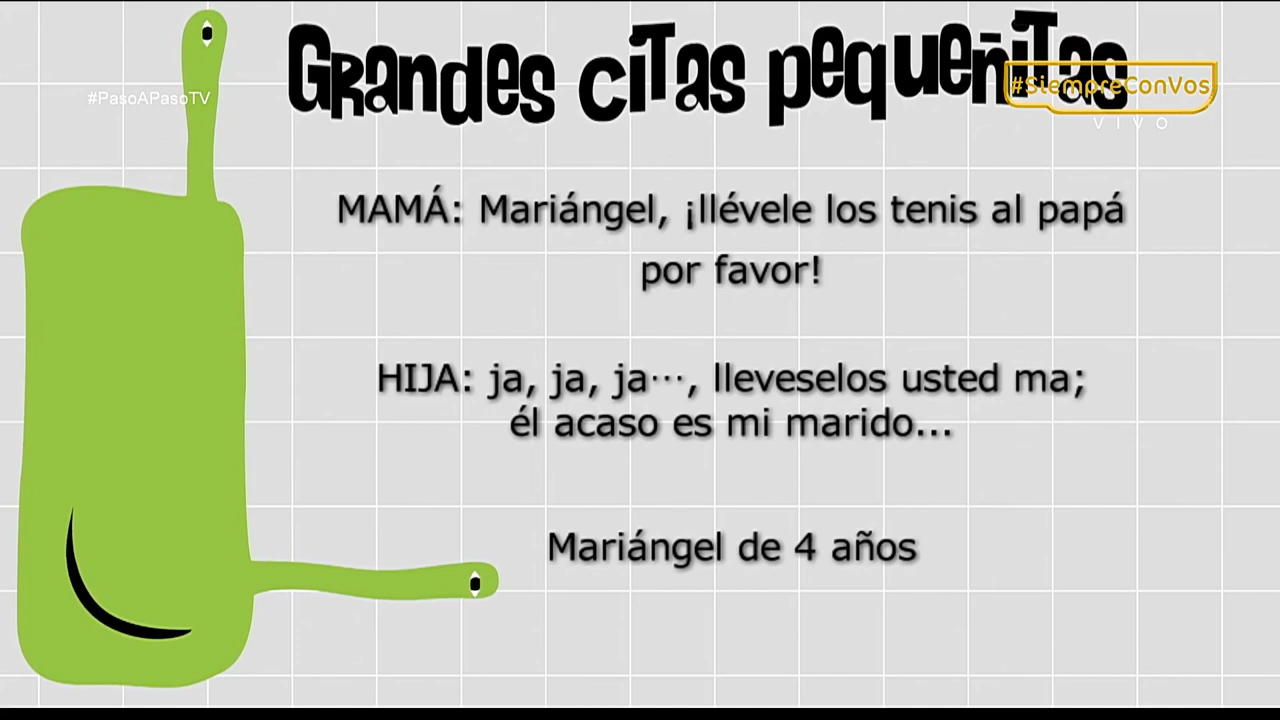 Grandes citas pequeñitas
#PasoAPasoTV
#SiempreConVos
VIVO
MAMÁ: Mariángel, ¡llévele los tenis al papá
por favor!
HIJA: ja, ja, ja…, lleveselos usted ma;
él acaso es mi marido...
Mariángel de 4 años